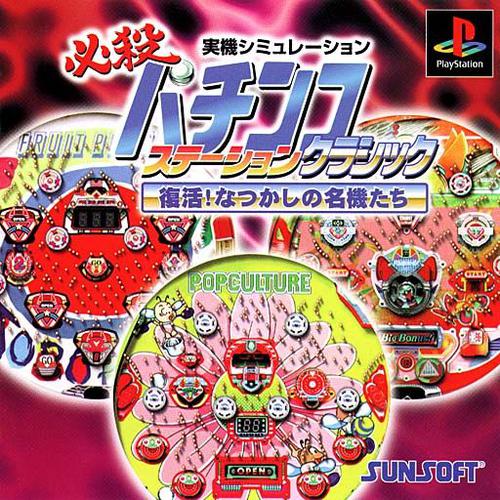 実機シミュレーション
PlayStation
必殺
パチンコ
ステーションクラシック
復活!なつかしの名機たち
FRUIT
POPCULTURE
START
Big Bonus!
OPEN
SUNSOFT